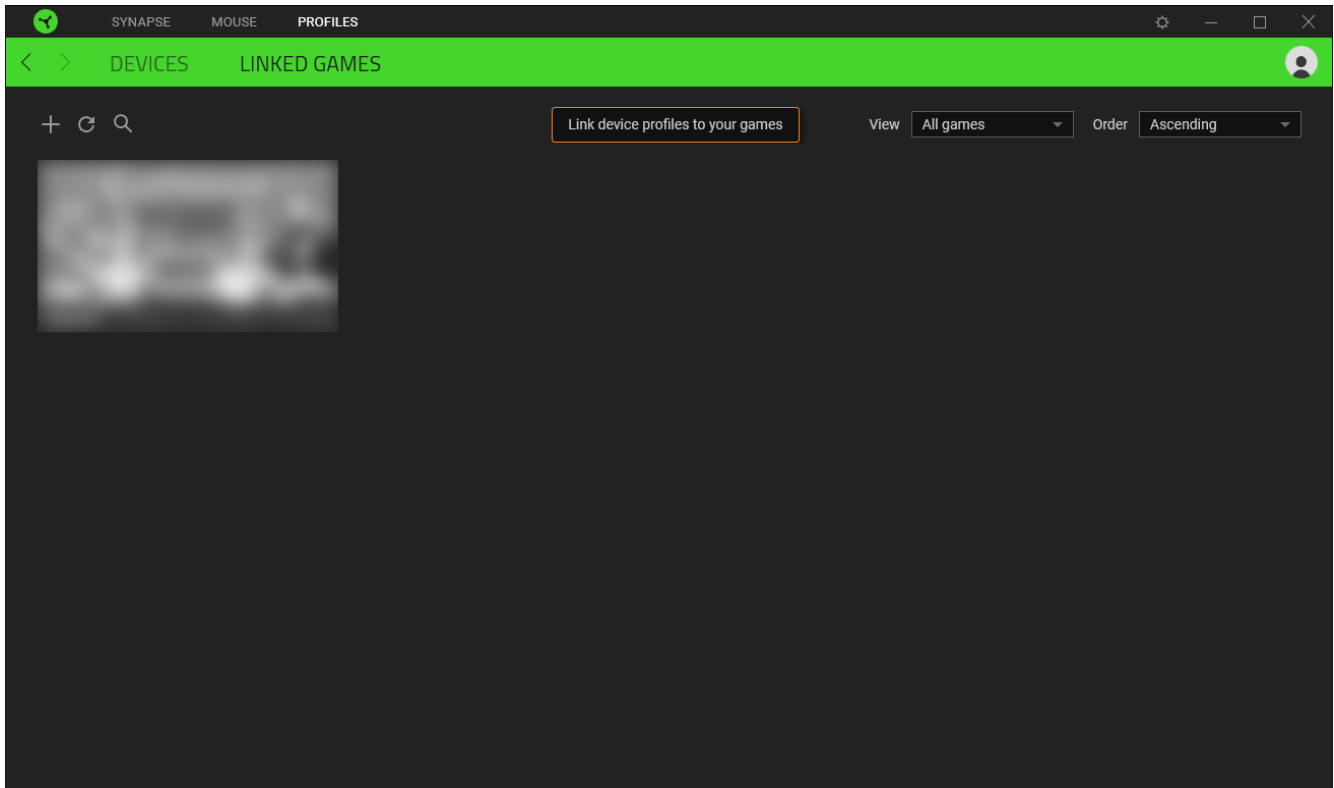 SYNAPSE MOUSE PROFILES
DEVICES LINKED GAMES
Link device profiles to your games View All games Order Ascending